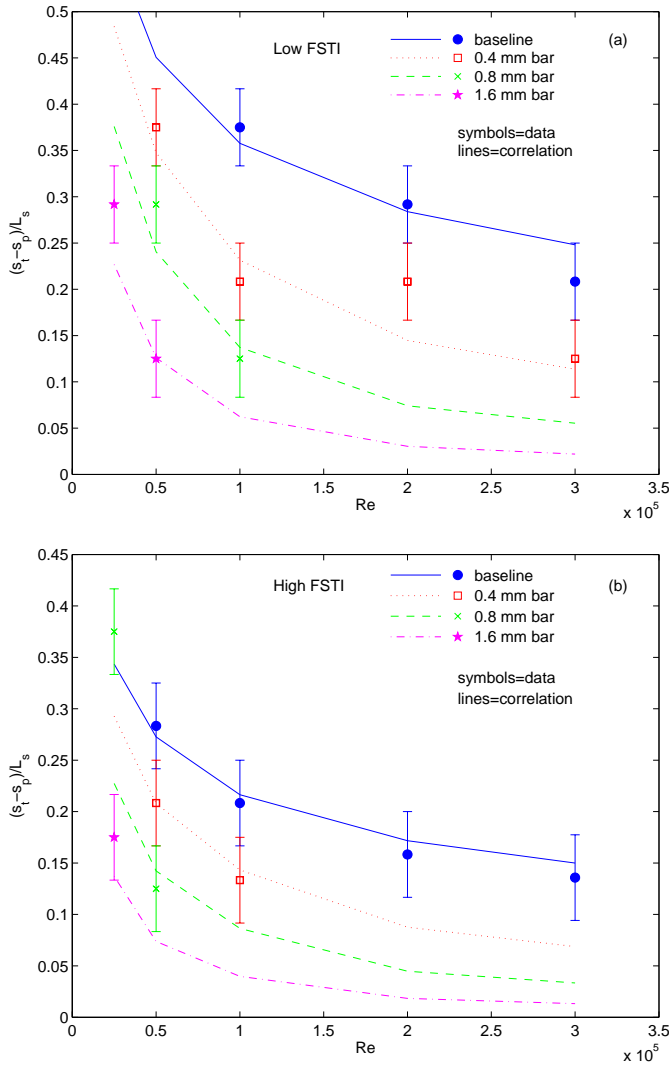 0.5
0.45
0.4
0.35
0.3
0.25
0.2
0.15
0.1
0.05
0
(s_t–s_p)/L_s
Low FSTI
(a)
baseline
0.4 mm bar
0.8 mm bar
1.6 mm bar
symbols=data
lines=correlation
0 0.5 1 1.5 2 2.5 3 3.5
Re
x 10^5
0.45
0.4
0.35
0.3
0.25
0.2
0.15
0.1
0.05
0
(s_t–s_p)/L_s
High FSTI
(b)
baseline
0.4 mm bar
0.8 mm bar
1.6 mm bar
symbols=data
lines=correlation
0 0.5 1 1.5 2 2.5 3 3.5
Re
x 10^5